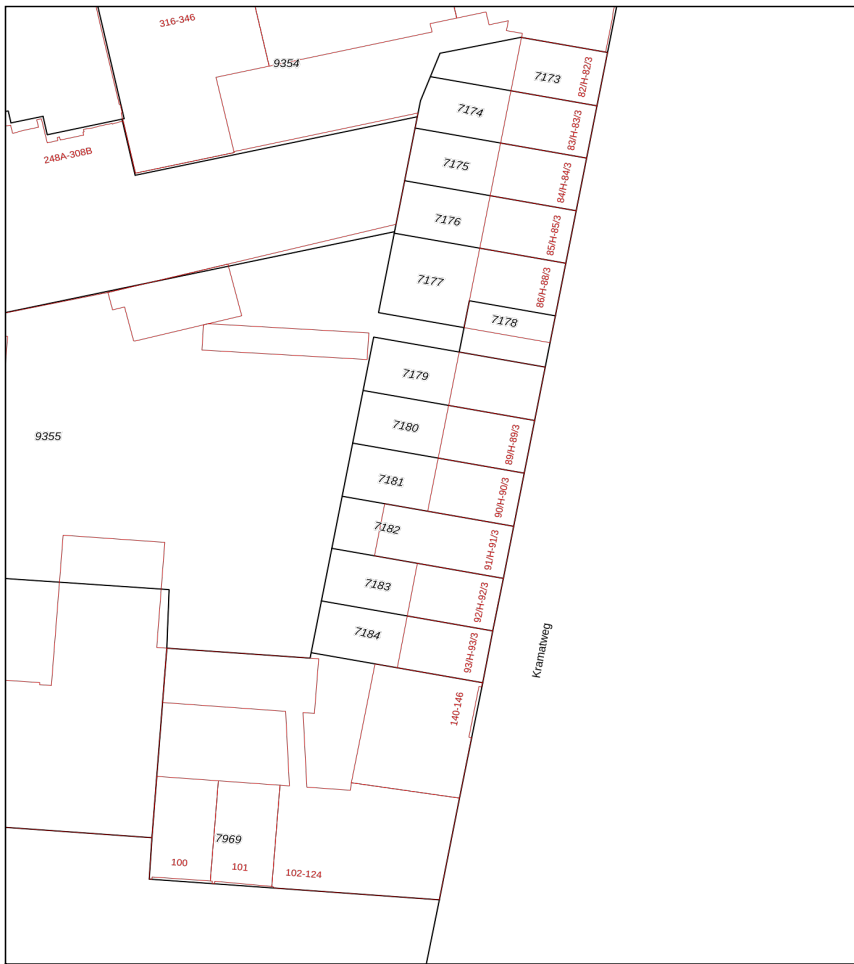 316-346
9354
7173
82/H-82/3
7174
83/H-83/3
248A-308B
7175
84/H-84/3
7176
85/H-85/3
7177
86/H-88/3
7178
7179
7180
89/H-89/3
9355
7181
90/H-90/3
7182
91/H-91/3
7183
92/H-92/3
7184
93/H-93/3
Kramatweg
140-146
7969
100
101
102-124